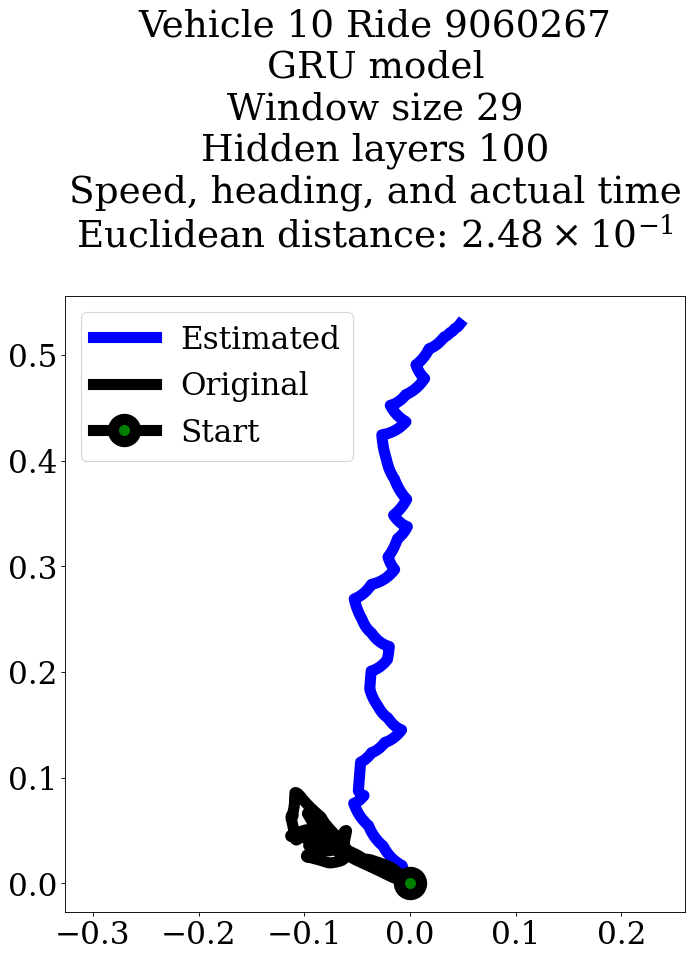 Vehicle 10 Ride 9060267
GRU model
Window size 29
Hidden layers 100
Speed, heading, and actual time
Euclidean distance: 2.48 × 10⁻¹
Estimated
Original
Start
0.5
0.4
0.3
0.2
0.1
0.0
−0.3 −0.2 −0.1 0.0 0.1 0.2